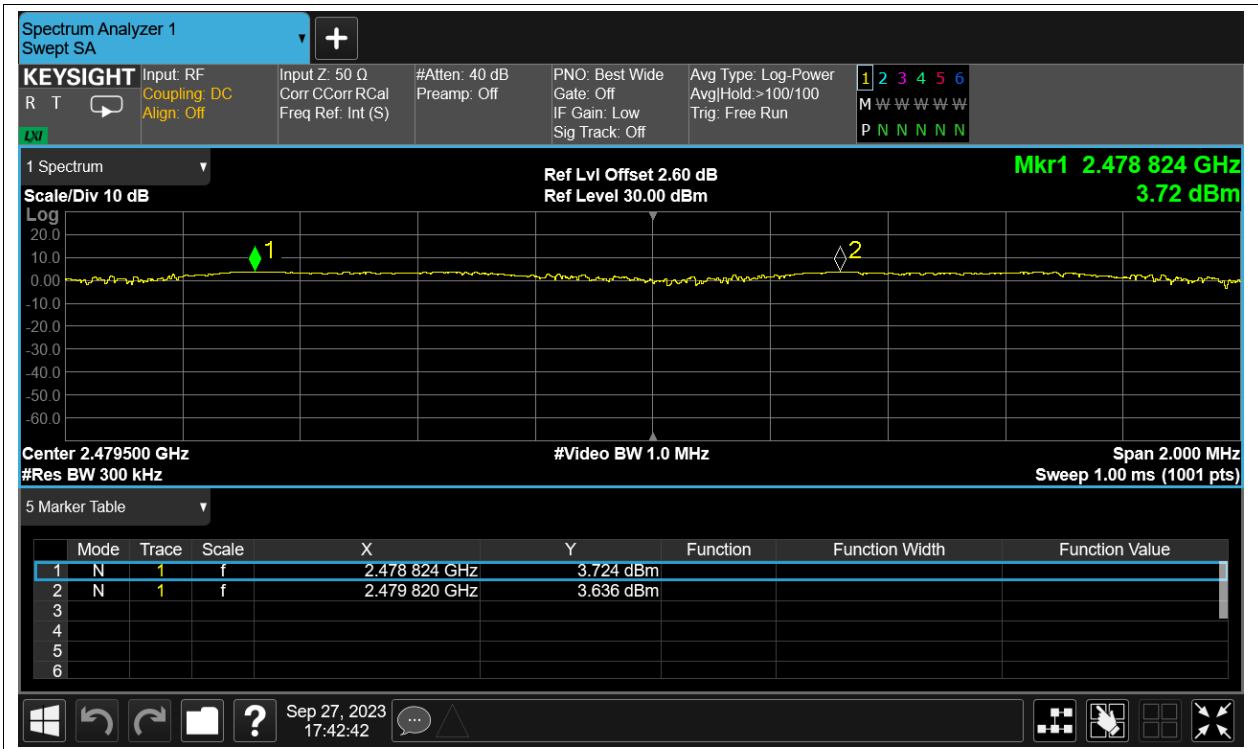 Spectrum Analyzer 1
Swept SA
KEYSIGHT
R T
LXI
Input: RF
Coupling: DC
Align: Off
Input Z: 50 Ω
Corr CCorr RCal
Freq Ref: Int (S)
#Atten: 40 dB
Preamp: Off
PNO: Best Wide
Gate: Off
IF Gain: Low
Sig Track: Off
Avg Type: Log-Power
Avg|Hold:>100/100
Trig: Free Run
1 2 3 4 5 6
M W W W W W
P N N N N N
1 Spectrum
Scale/Div 10 dB
Log
Ref Lvl Offset 2.60 dB
Ref Level 30.00 dBm
Mkr1 2.478 824 GHz
3.72 dBm
20.0
10.0
0.00
-10.0
-20.0
-30.0
-40.0
-50.0
-60.0
1
2
Center 2.479500 GHz
#Res BW 300 kHz
#Video BW 1.0 MHz
Span 2.000 MHz
Sweep 1.00 ms (1001 pts)
5 Marker Table
Mode Trace Scale X Y Function Function Width Function Value
1 N 1 f 2.478 824 GHz 3.724 dBm
2 N 1 f 2.479 820 GHz 3.636 dBm
3
4
5
6
?
Sep 27, 2023
17:42:42